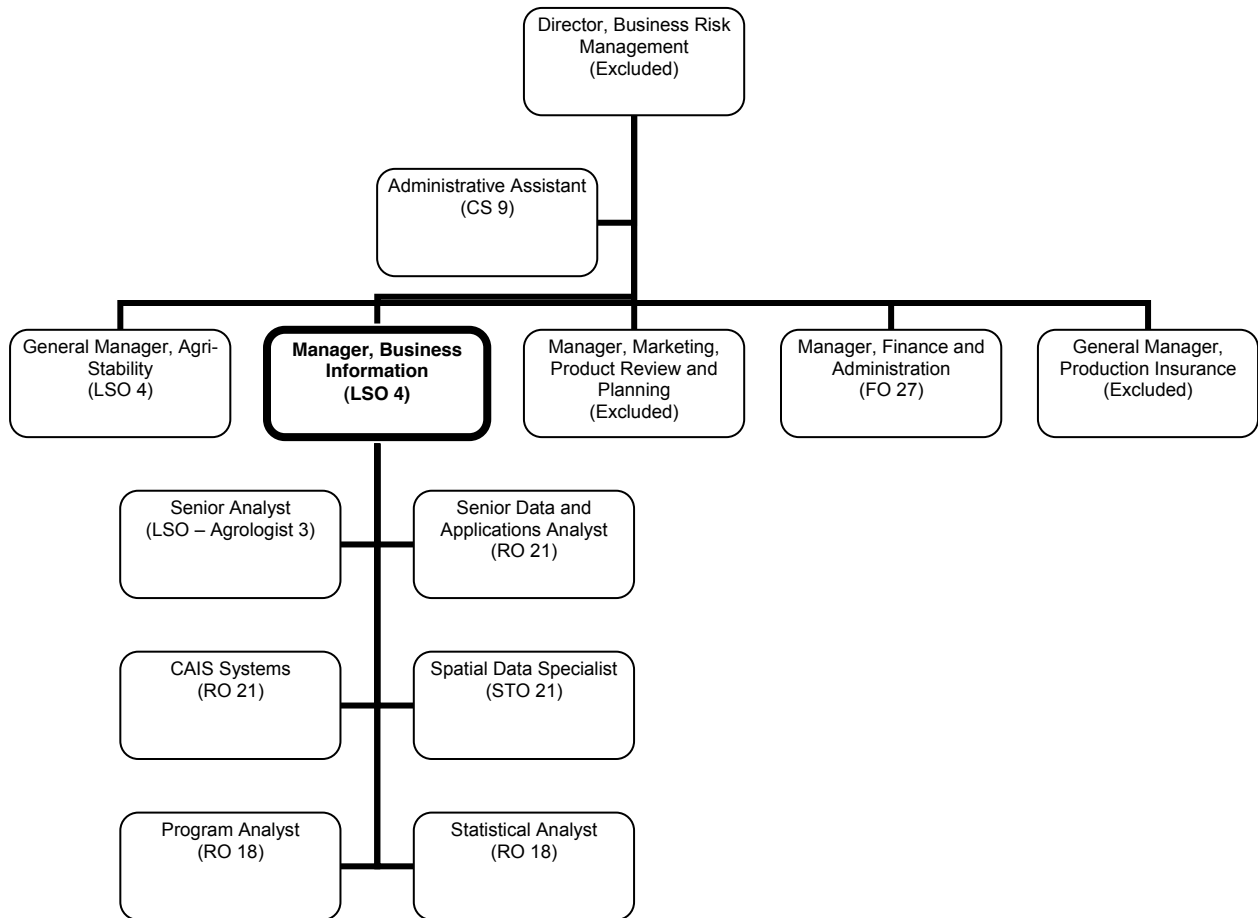 Director, Business Risk
Management
(Excluded)
Administrative Assistant
(CS 9)
General Manager, Agri-
Stability
(LSO 4)
Manager, Business
Information
(LSO 4)
Manager, Marketing,
Product Review and
Planning
(Excluded)
Manager, Finance and
Administration
(FO 27)
General Manager,
Production Insurance
(Excluded)
Senior Analyst
(LSO – Agrologist 3)
Senior Data and
Applications Analyst
(RO 21)
CAIS Systems
(RO 21)
Spatial Data Specialist
(STO 21)
Program Analyst
(RO 18)
Statistical Analyst
(RO 18)